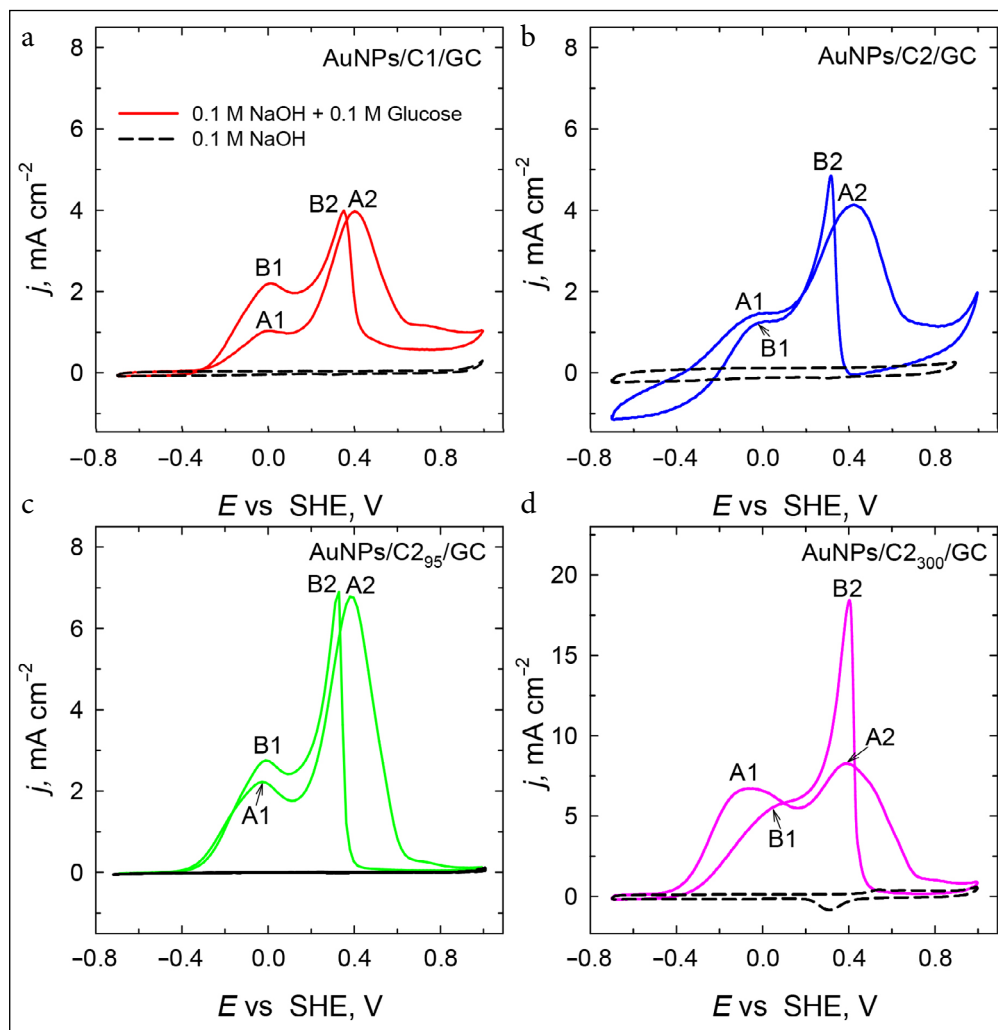 a
AuNPs/C1/GC
0.1 M NaOH + 0.1 M Glucose
0.1 M NaOH
B2 A2
B1
A1
8
6
4
2
0
j, mA cm⁻²
−0.8 −0.4 0.0 0.4 0.8
E vs SHE, V
b
AuNPs/C2/GC
B2
A2
A1
B1
8
6
4
2
0
j, mA cm⁻²
−0.8 −0.4 0.0 0.4 0.8
E vs SHE, V
c
AuNPs/C2₉₅/GC
B2 A2
B1
A1
8
6
4
2
0
j, mA cm⁻²
−0.8 −0.4 0.0 0.4 0.8
E vs SHE, V
d
AuNPs/C2₃₀₀/GC
B2
A2
A1
B1
20
15
10
5
0
j, mA cm⁻²
−0.8 −0.4 0.0 0.4 0.8
E vs SHE, V